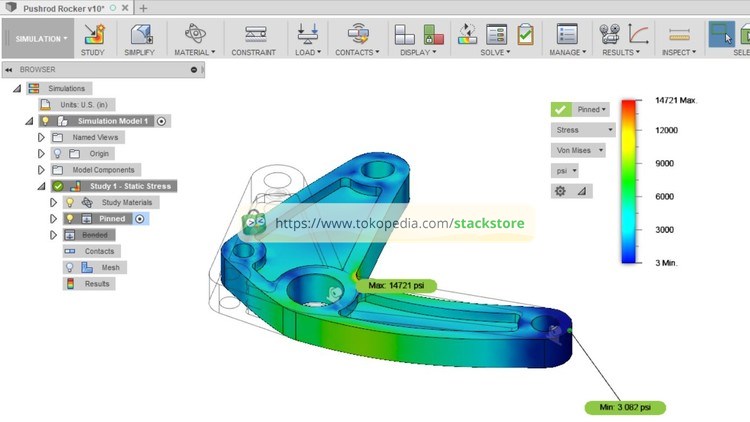 Pushrod Rocker v10*
SIMULATION
STUDY
SIMPLIFY
MATERIAL
CONSTRAINT
LOAD
CONTACTS
DISPLAY
SOLVE
MANAGE
RESULTS
INSPECT
SELE
BROWSER
Simulations
Units: U.S. (in)
Simulation Model 1
Named Views
Origin
Model Components
Study 1 - Static Stress
Study Materials
Pinned
Bonded
Contacts
Mesh
Results
https://www.tokopedia.com/stackstore
Max: 14721 psi
Min: 3.082 psi
Pinned
Stress
Von Mises
psi
14721 Max.
12000
9000
6000
3000
3 Min.